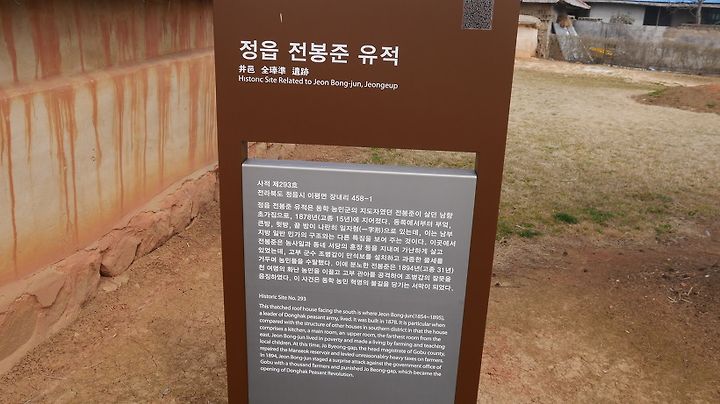 정읍 전봉준 유적
井邑 全琫準 遺跡
Historic Site Related to Jeon Bong-jun, Jeongeup
사적 제293호
전라북도 정읍시 이평면 장내리 458-1
정읍 전봉준 유적은 동학 농민군의 지도자였던 전봉준이 살던 남향
초가집으로, 1878년(고종 15년)에 지어졌다. 동쪽에서부터 부엌,
큰방, 윗방, 끝 방이 나란히 일자형(一字形)으로 있는데, 이는 남부
지방 일반 민가의 구조와는 다른 특징을 보여 주는 것이다. 이곳에서
전봉준은 농사일과 동네 서당의 훈장 등을 지내며 가난하게 살고
있었는데, 고부 군수 조병갑이 만석보를 설치하고 과중한 물세를
거두어 농민들을 수탈했다. 이에 분노한 전봉준은 1894년(고종 31년)
천 여명의 화난 농민을 이끌고 고부 관아를 공격하여 조병갑의 잘못을
응징하였다. 이 사건은 동학 농민 혁명의 불길을 당기는 서막이 되었다.
Historic Site No. 293
This thatched roof house facing the south is where Jeon Bong-jun(1854~1895),
a leader of Donghak peasant army, lived. It was built in 1878. It is particular when
compared with the structure of other houses in southern district in that the house
comprises a kitchen, a main room, an upper room, the farthest room from the
east. Jeon Bong-jun lived in poverty and made a living by farming and teaching
local children. At this time, Jo Byeong-gap, the head magistrate of Gobu county,
repaired the Manseok reservoir and levied unreasonably heavy taxes on farmers.
In 1894, Jeon Bong-jun staged a surprise attack against the government office of
Gobu with a thousand farmers and punished Jo Beong-gap, which became the
opening of Donghak Peasant Revolution.